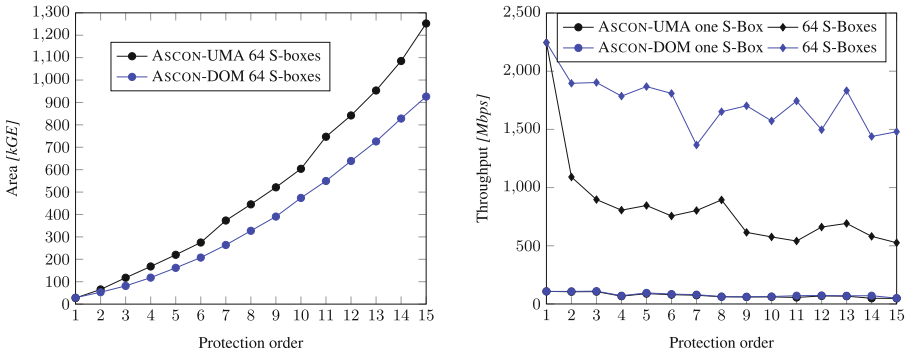 1,300
1,200
1,100
1,000
900
800
700
600
500
400
300
200
100
0
Area [kGE]
ASCON-UMA 64 S-boxes
ASCON-DOM 64 S-boxes
1 2 3 4 5 6 7 8 9 10 11 12 13 14 15
Protection order
2,500
2,000
1,500
1,000
500
0
Throughput [Mbps]
ASCON-UMA one S-Box 64 S-Boxes
ASCON-DOM one S-Box 64 S-Boxes
1 2 3 4 5 6 7 8 9 10 11 12 13 14 15
Protection order